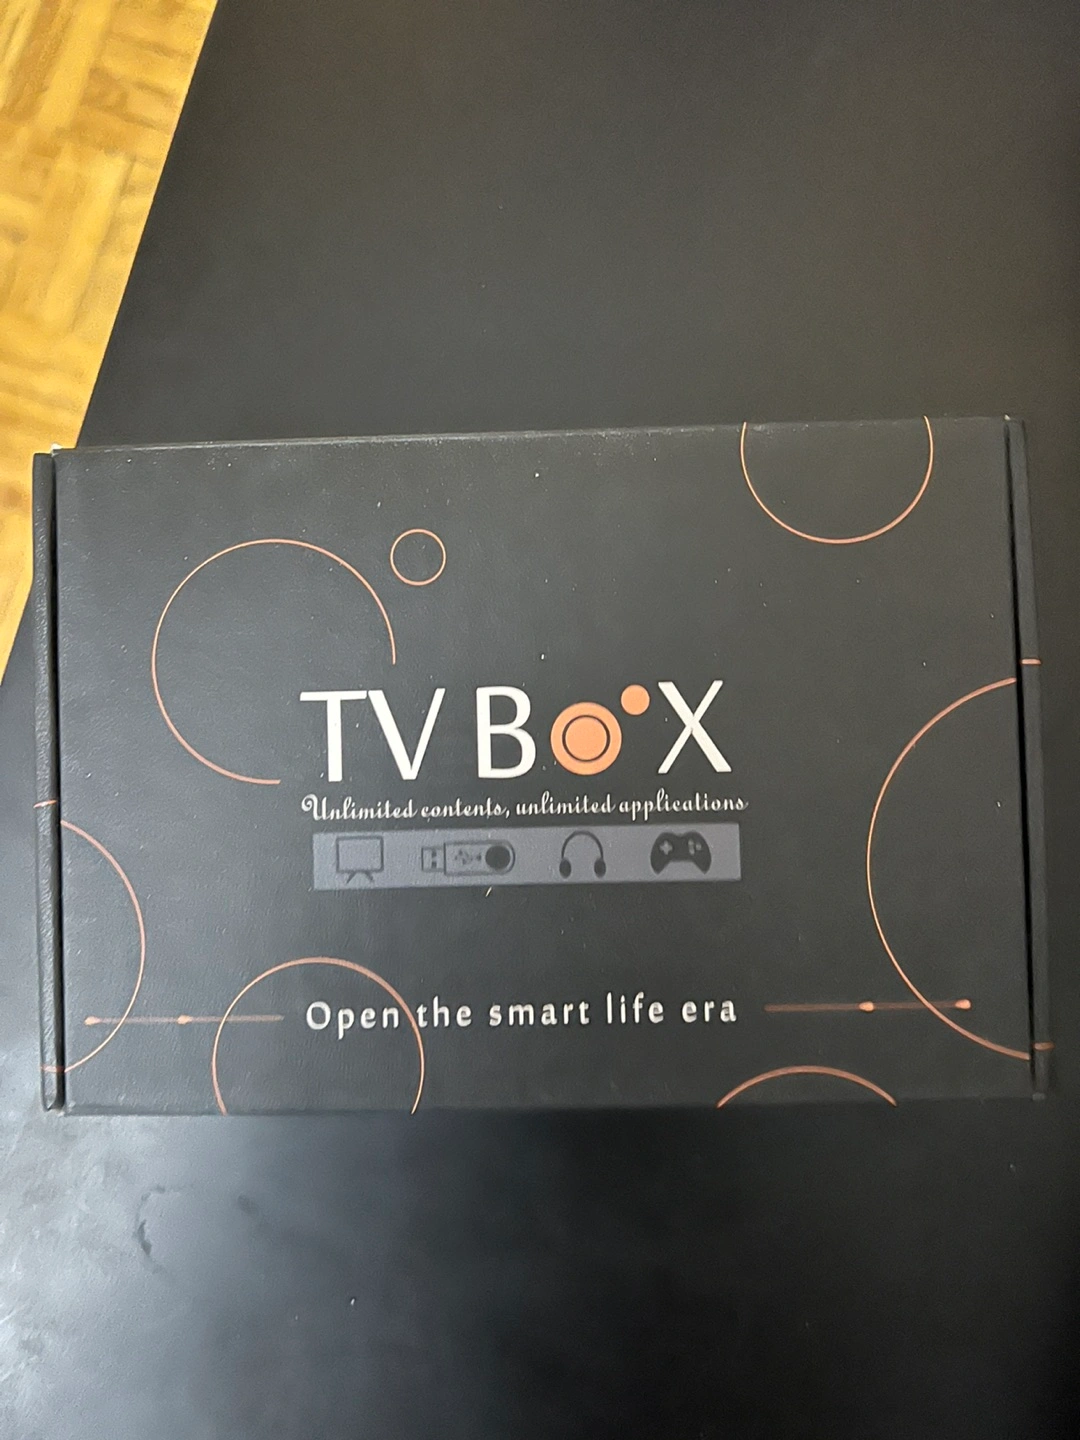 TV BOX
Unlimited contents, unlimited applications
Open the smart life era